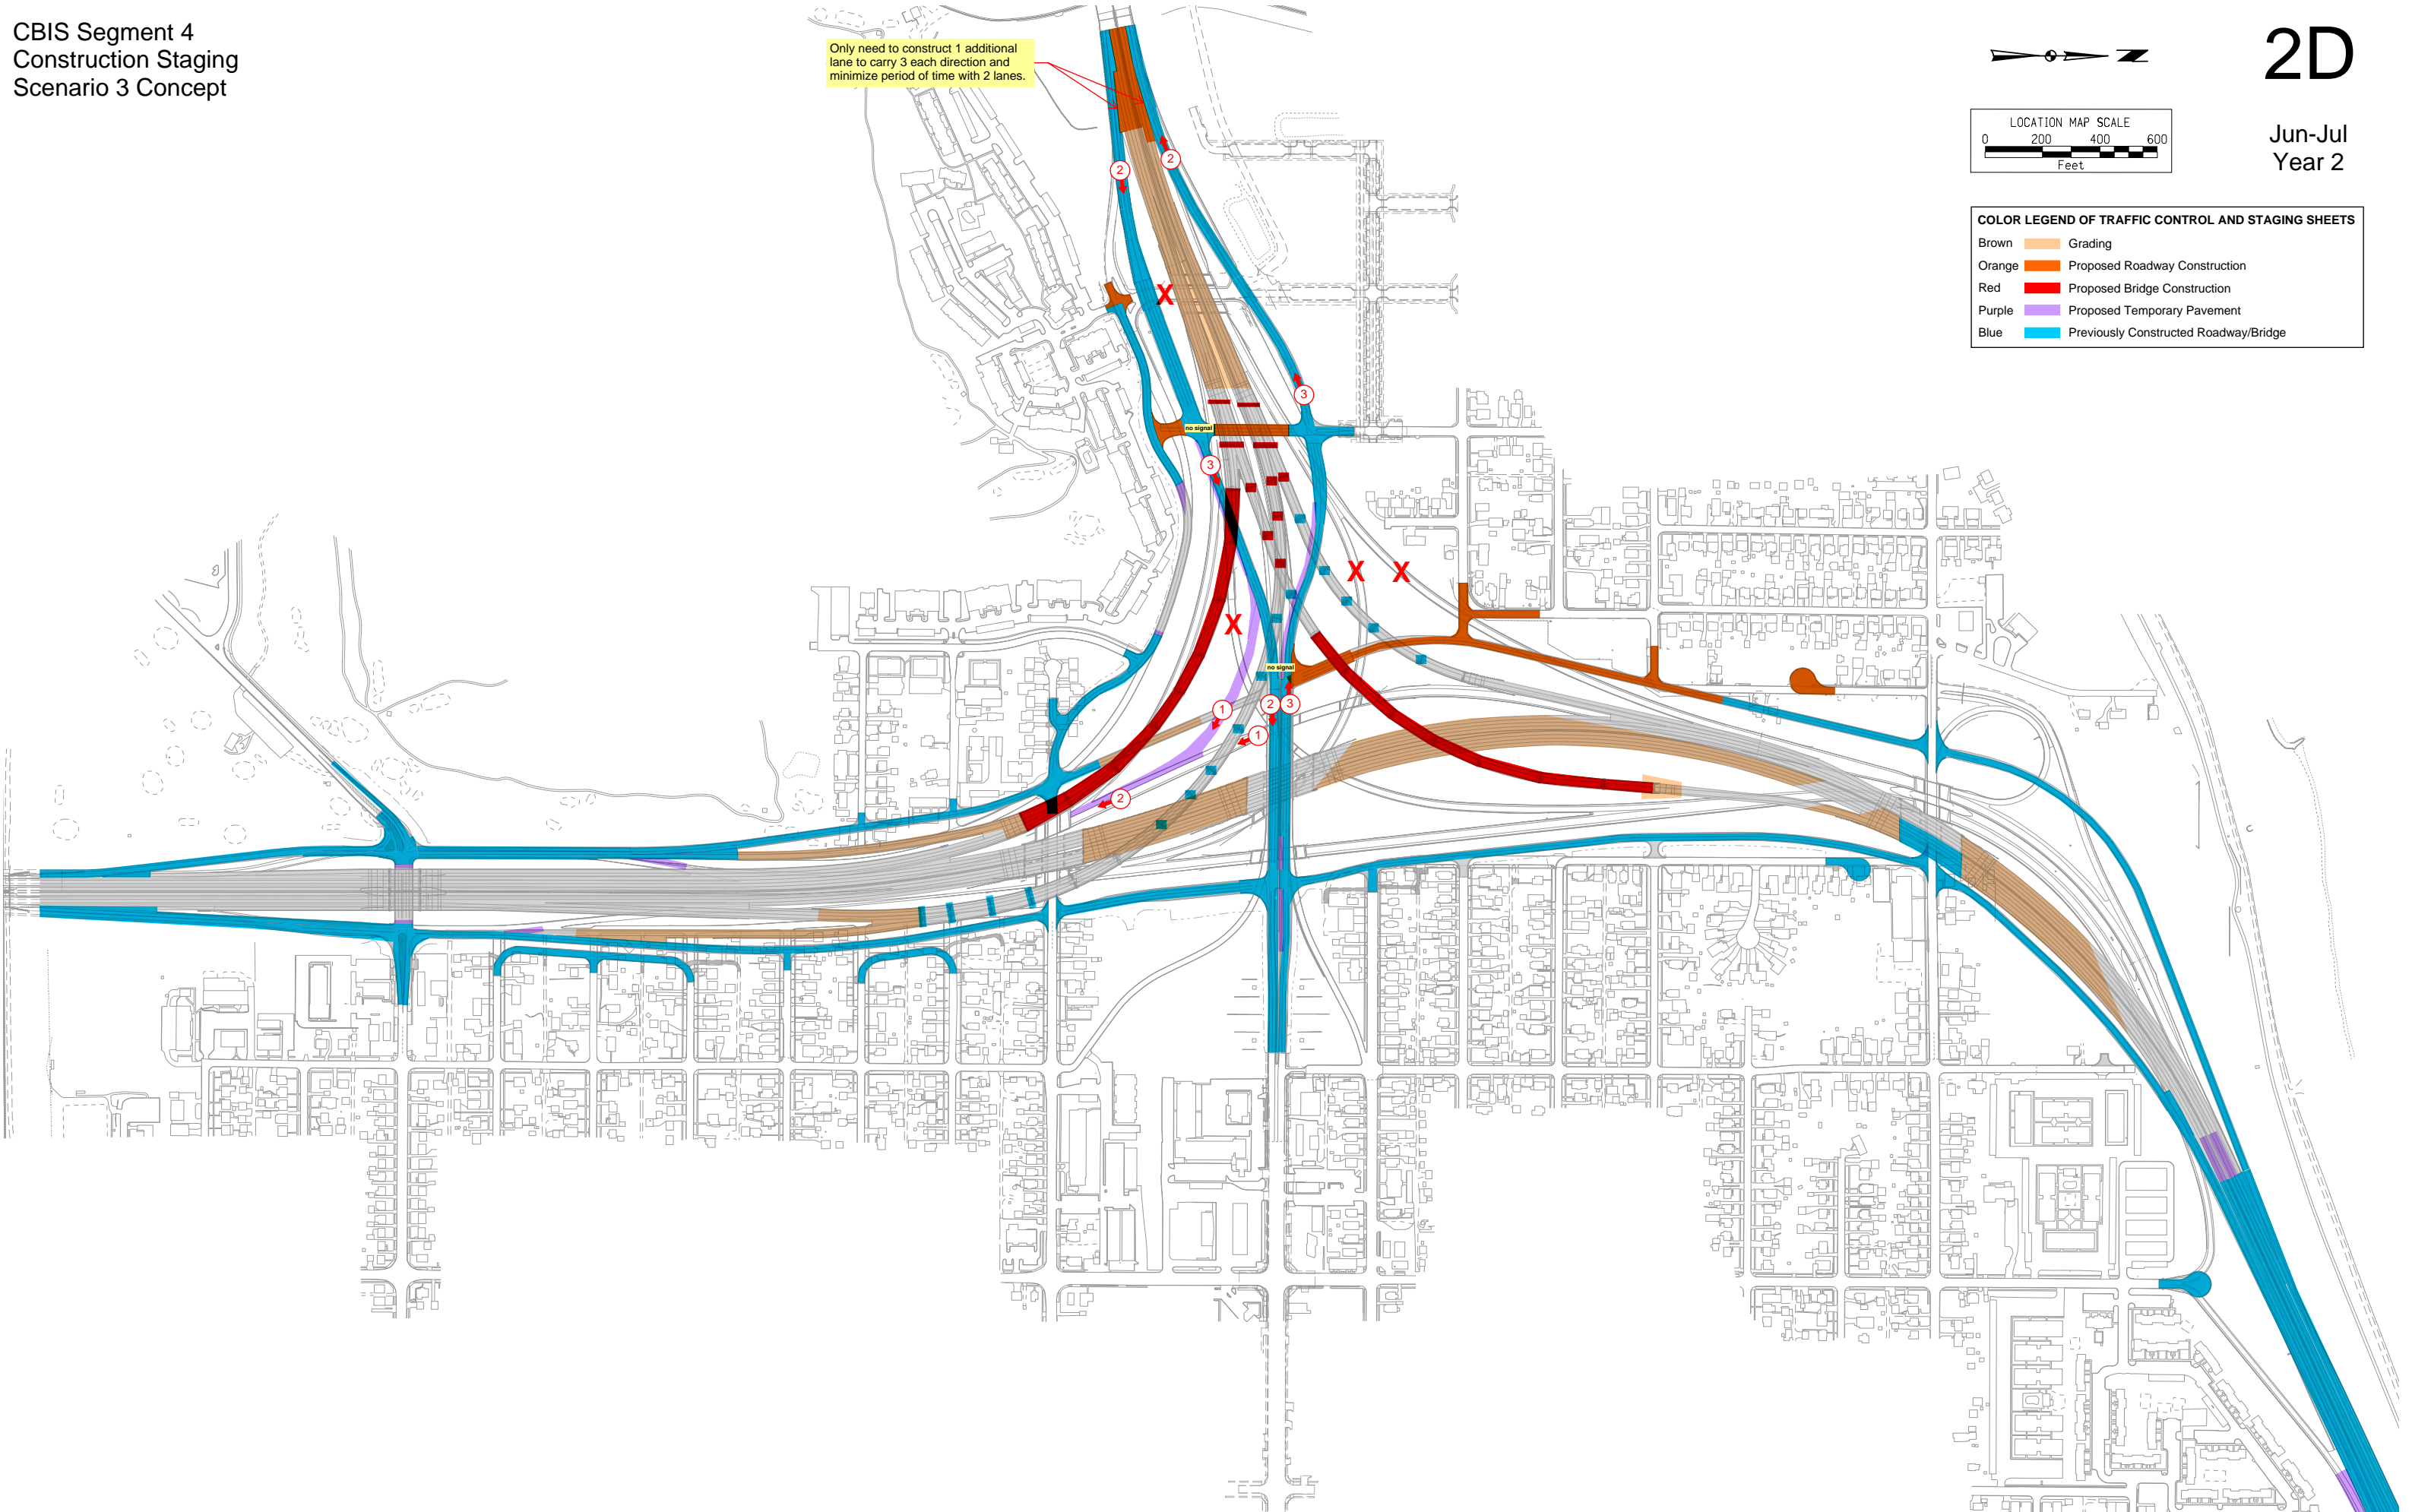 CBIS Segment 4
Construction Staging
Scenario 3 Concept
Only need to construct 1 additional
lane to carry 3 each direction and
minimize period of time with 2 lanes.
2D
Jun-Jul
Year 2
LOCATION MAP SCALE
0 200 400 600
Feet
COLOR LEGEND OF TRAFFIC CONTROL AND STAGING SHEETS
Brown Grading
Orange Proposed Roadway Construction
Red Proposed Bridge Construction
Purple Proposed Temporary Pavement
Blue Previously Constructed Roadway/Bridge
2
2
X
3
no signal
3
X
X
X
no signal
2 3
1
1
2